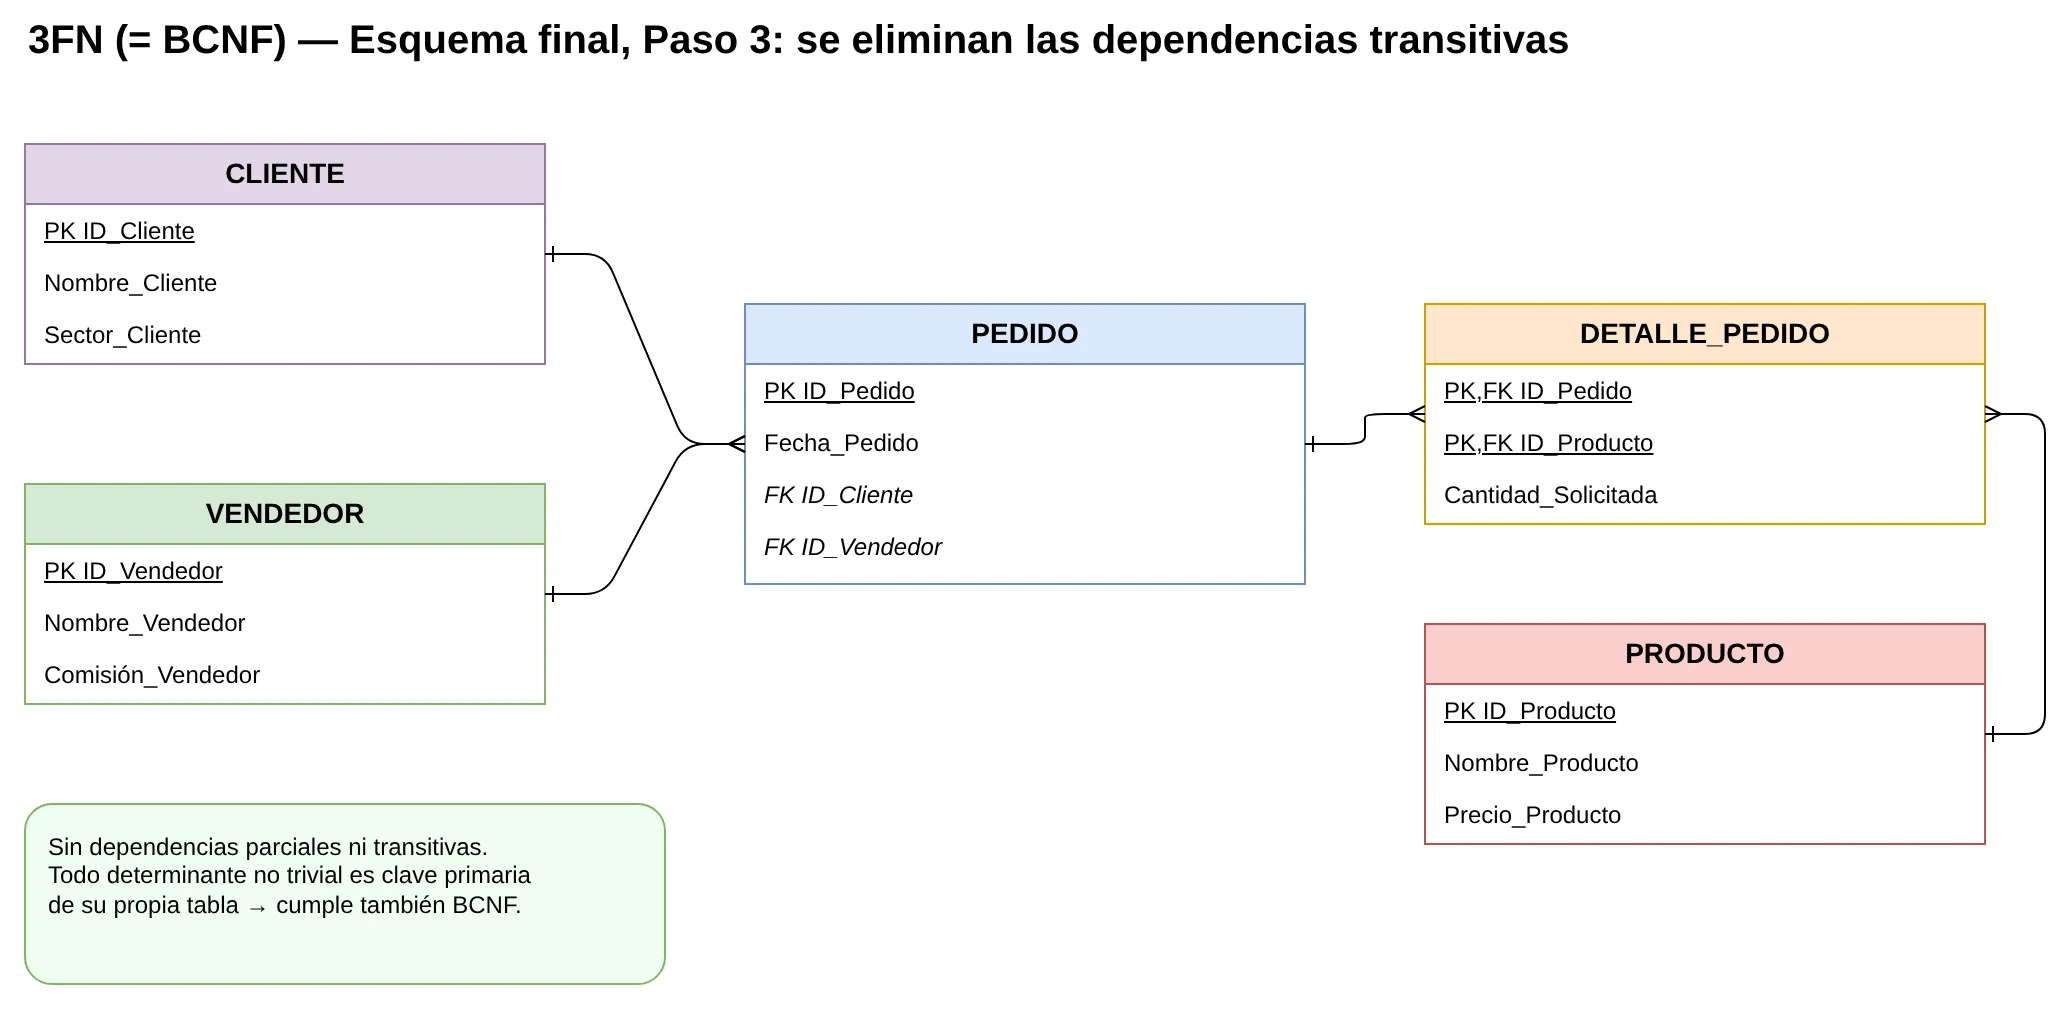 3FN (= BCNF) — Esquema final, Paso 3: se eliminan las dependencias transitivas
CLIENTE
PK ID_Cliente
Nombre_Cliente
Sector_Cliente
VENDEDOR
PK ID_Vendedor
Nombre_Vendedor
Comisión_Vendedor
PEDIDO
PK ID_Pedido
Fecha_Pedido
FK ID_Cliente
FK ID_Vendedor
DETALLE_PEDIDO
PK,FK ID_Pedido
PK,FK ID_Producto
Cantidad_Solicitada
PRODUCTO
PK ID_Producto
Nombre_Producto
Precio_Producto
Sin dependencias parciales ni transitivas.
Todo determinante no trivial es clave primaria
de su propia tabla → cumple también BCNF.